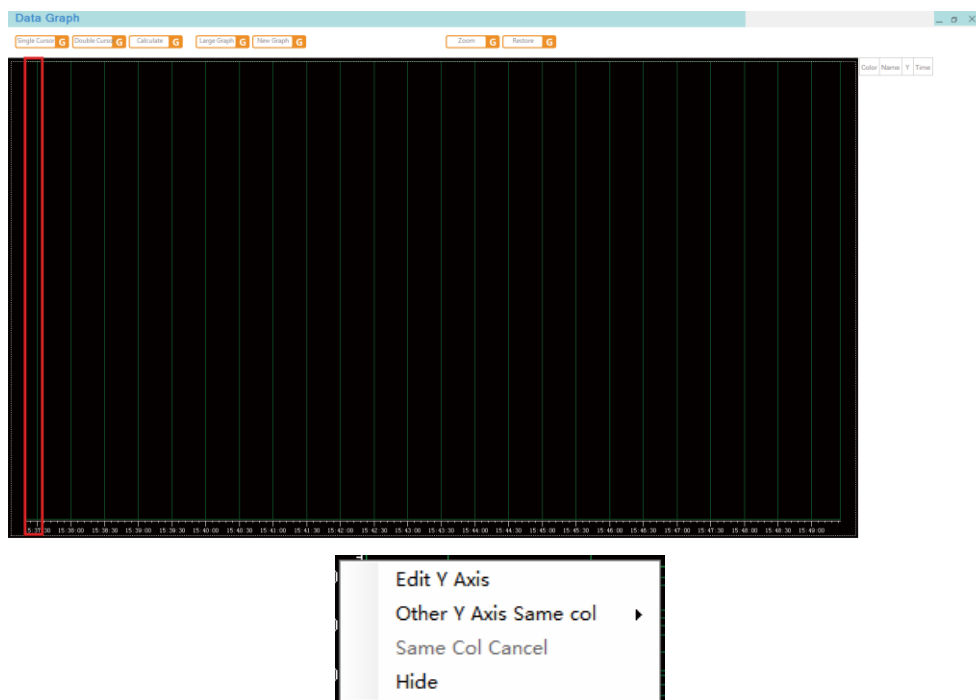 Data Graph
Single Cursor G Double Curso G Calculate G Large Graph G New Graph G Zoom G Restore G
Color Name Y Time
5:37:30 15:38:00 15:38:30 15:39:00 15:39:30 15:40:00 15:40:30 15:41:00 15:41:30 15:42:00 15:42:30 15:43:00 15:43:30 15:44:00 15:44:30 15:45:00 15:45:30 15:46:00 15:46:30 15:47:00 15:47:30 15:48:00 15:48:30 15:49:00
Edit Y Axis
Other Y Axis Same col
Same Col Cancel
Hide